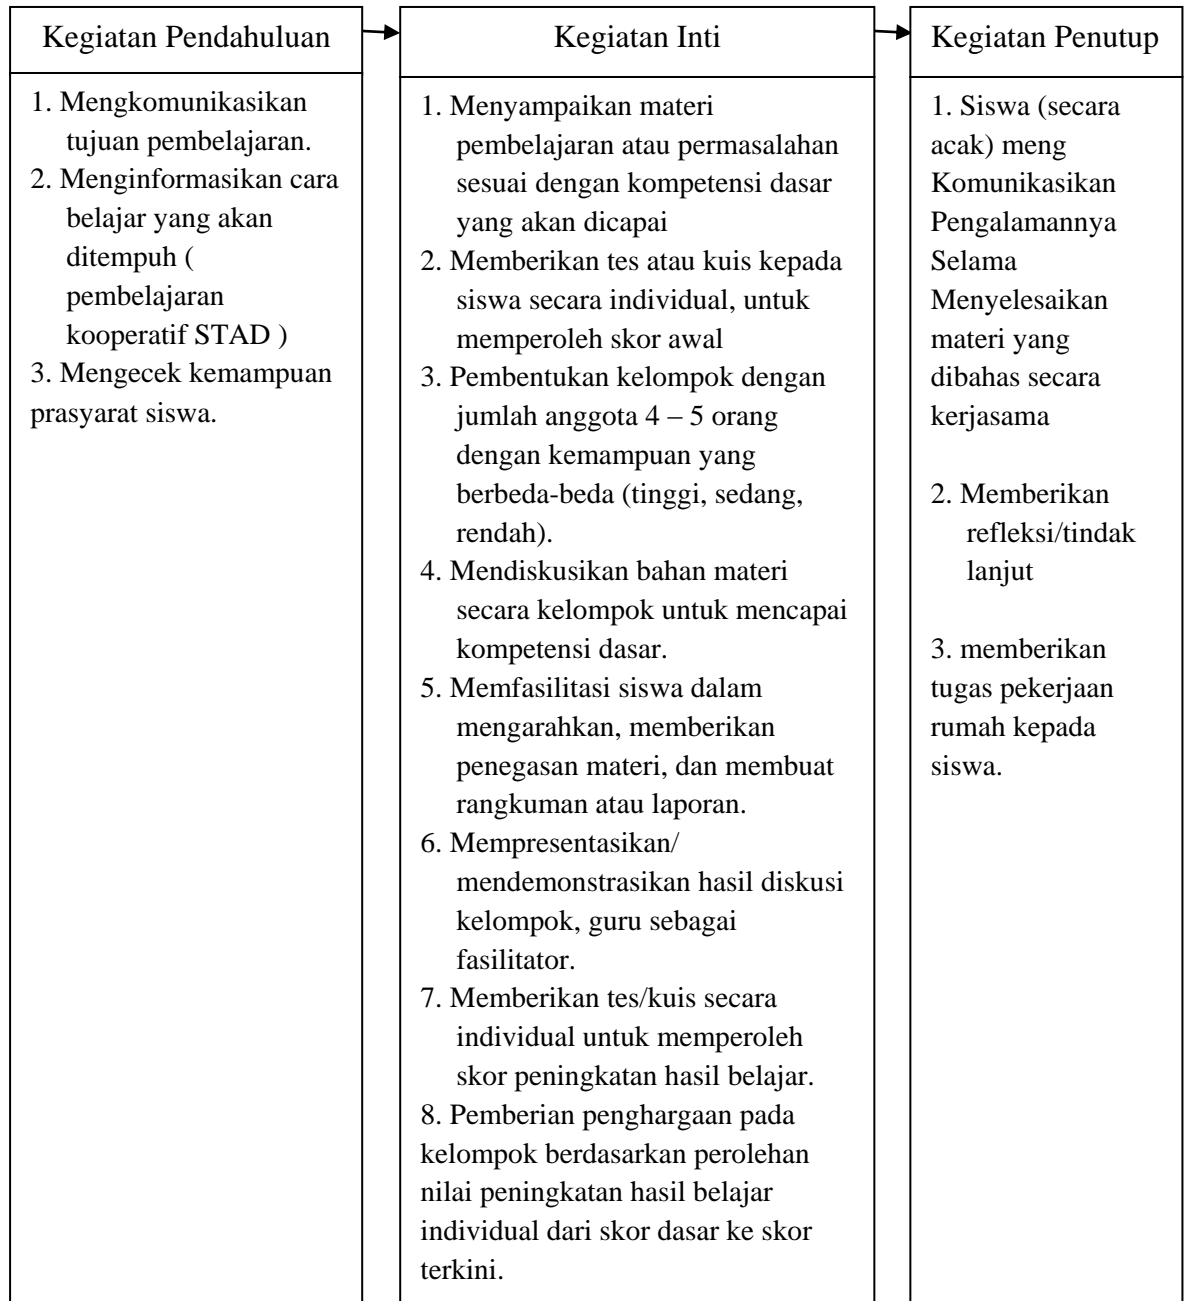 Kegiatan Pendahuluan
1. Mengkomunikasikan
tujuan pembelajaran.
2. Menginformasikan cara
belajar yang akan
ditempuh (
pembelajaran
kooperatif STAD )
3. Mengecek kemampuan
prasyarat siswa.
Kegiatan Inti
1. Menyampaikan materi
pembelajaran atau permasalahan
sesuai dengan kompetensi dasar
yang akan dicapai
2. Memberikan tes atau kuis kepada
siswa secara individual, untuk
memperoleh skor awal
3. Pembentukan kelompok dengan
jumlah anggota 4 – 5 orang
dengan kemampuan yang
berbeda-beda (tinggi, sedang,
rendah).
4. Mendiskusikan bahan materi
secara kelompok untuk mencapai
kompetensi dasar.
5. Memfasilitasi siswa dalam
mengarahkan, memberikan
penegasan materi, dan membuat
rangkuman atau laporan.
6. Mempresentasikan/
mendemonstrasikan hasil diskusi
kelompok, guru sebagai
fasilitator.
7. Memberikan tes/kuis secara
individual untuk memperoleh
skor peningkatan hasil belajar.
8. Pemberian penghargaan pada
kelompok berdasarkan perolehan
nilai peningkatan hasil belajar
individual dari skor dasar ke skor
terkini.
Kegiatan Penutup
1. Siswa (secara
acak) meng
Komunikasikan
Pengalamannya
Selama
Menyelesaikan
materi yang
dibahas secara
kerjasama
2. Memberikan
refleksi/tindak
lanjut
3. memberikan
tugas pekerjaan
rumah kepada
siswa.